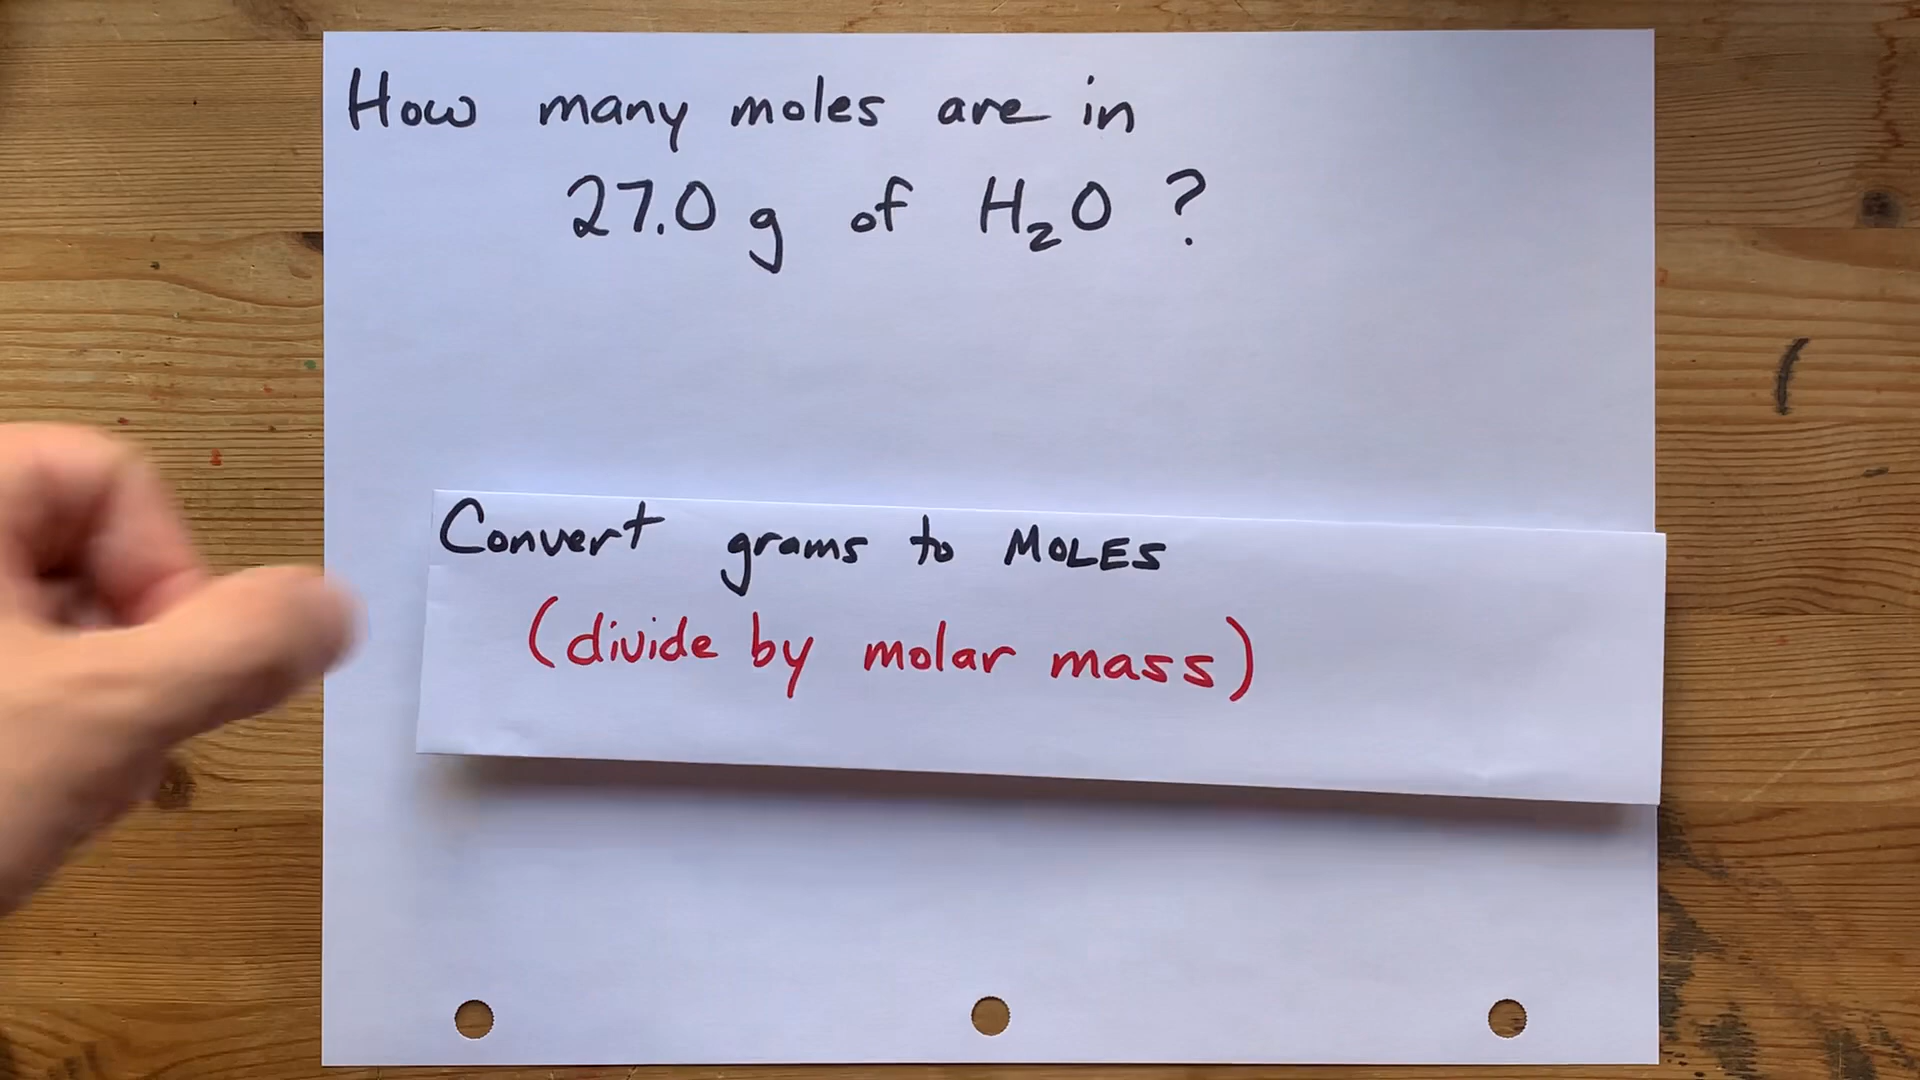 How many moles are in
27.0 g of H₂O ?
Convert grams to MOLES
(divide by molar mass)